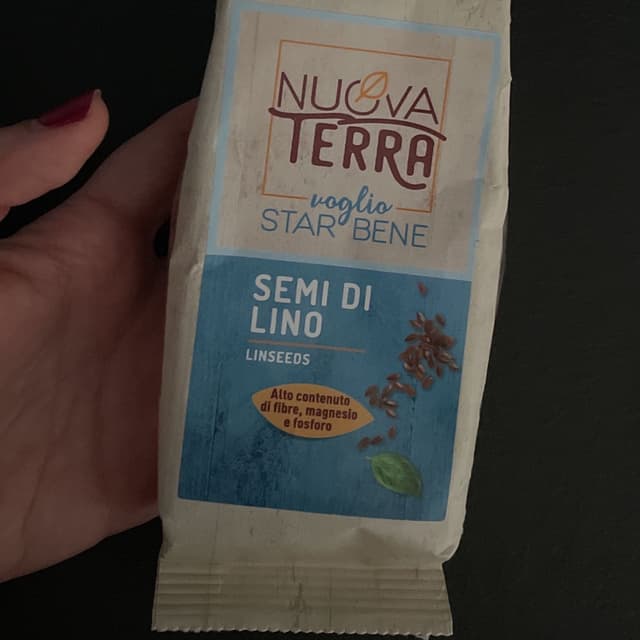 NUOVA
TERRA
voglio
STAR BENE
SEMI DI
LINO
LINSEEDS
Alto contenuto
di fibre, magnesio
e fosforo